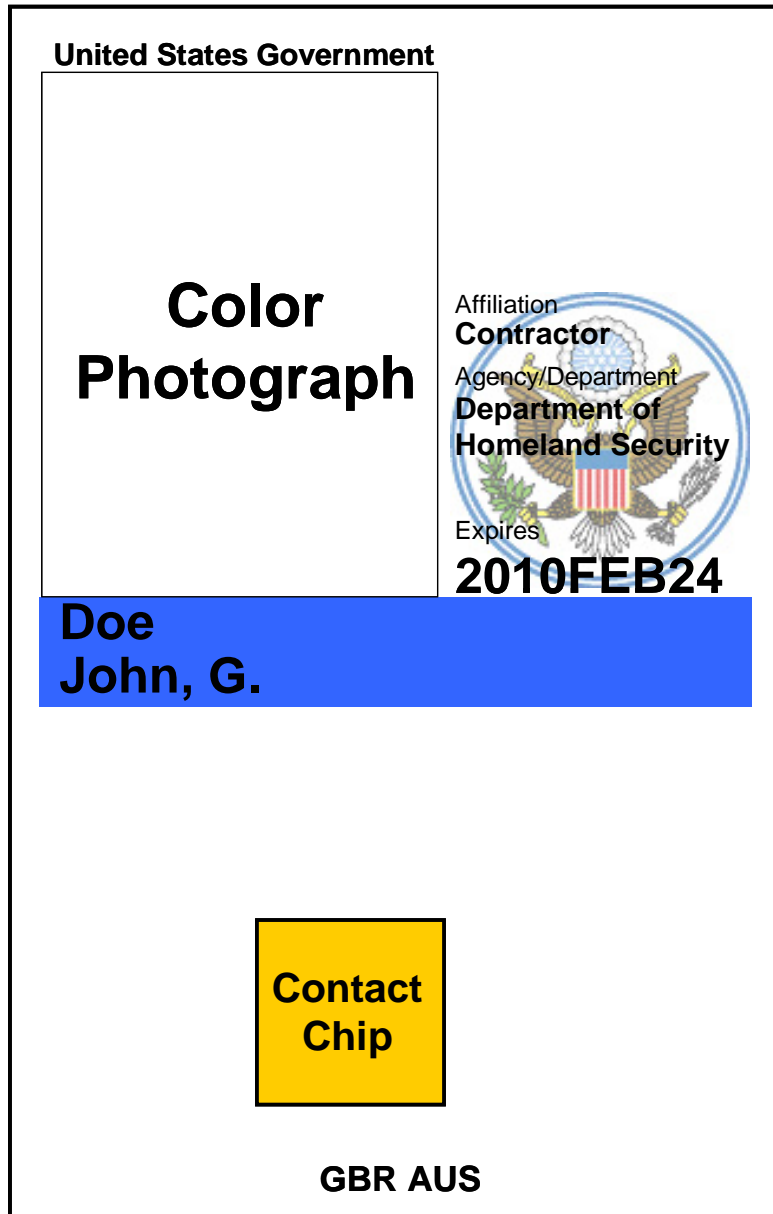 United States Government
Color
Photograph
Affiliation
Contractor
Agency/Department
Department of
Homeland Security
Expires
2010FEB24
Doe
John, G.
Contact
Chip
GBR AUS